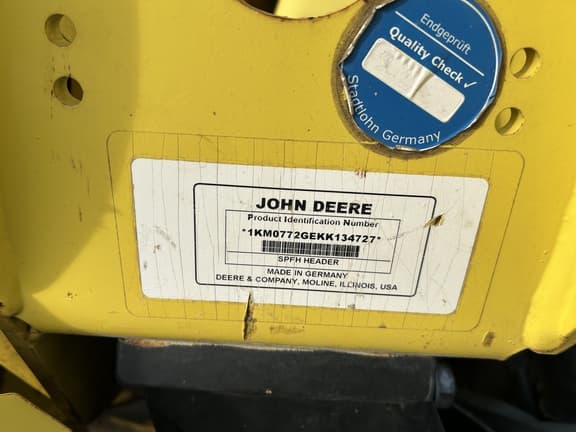 Endgeprüft
Quality Check ✓
Stadtlohn Germany
JOHN DEERE
Product Identification Number
*1KM0772GEKK134727*
SPFH HEADER
MADE IN GERMANY
DEERE & COMPANY, MOLINE, ILLINOIS, USA